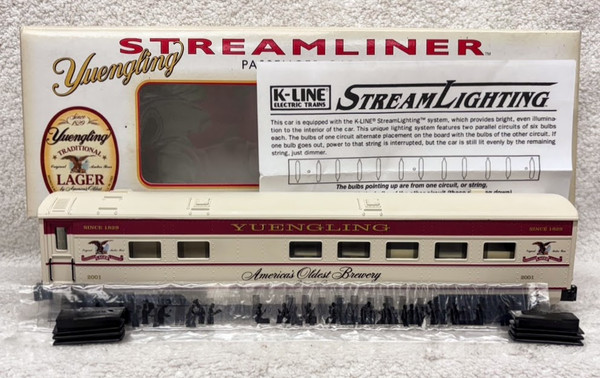 STREAMLINER™
Yuengling
Since 1829
Yuengling
TRADITIONAL
LAGER
K-LINE
ELECTRIC TRAINS
STREAMLIGHTING
This car is equipped with the K-LINE® StreamLighting™ system, which provides bright, even illumina-
tion to the interior of the car. This unique lighting system features two parallel circuits of six bulbs
each. The bulbs of one circuit alternate placement on the board with the bulbs of the other circuit. If
one bulb goes out, power to that string is interrupted, but the car is still lit evenly by the remaining
string, just dimmer.
The bulbs pointing up are from one circuit, or string,
SINCE 1829
YUENGLING
SINCE 1829
America's Oldest Brewery